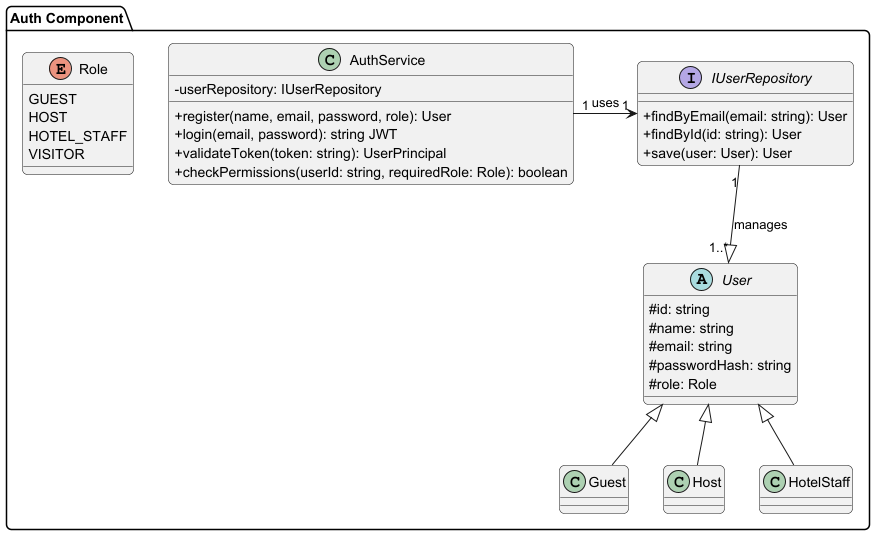 Auth Component
E Role
GUEST
HOST
HOTEL_STAFF
VISITOR
C AuthService
-userRepository: IUserRepository
+register(name, email, password, role): User
+login(email, password): string JWT
+validateToken(token: string): UserPrincipal
+checkPermissions(userId: string, requiredRole: Role): boolean
1 uses 1
I IUserRepository
+findByEmail(email: string): User
+findById(id: string): User
+save(user: User): User
1
manages
1..*
A User
#id: string
#name: string
#email: string
#passwordHash: string
#role: Role
C Guest
C Host
C HotelStaff